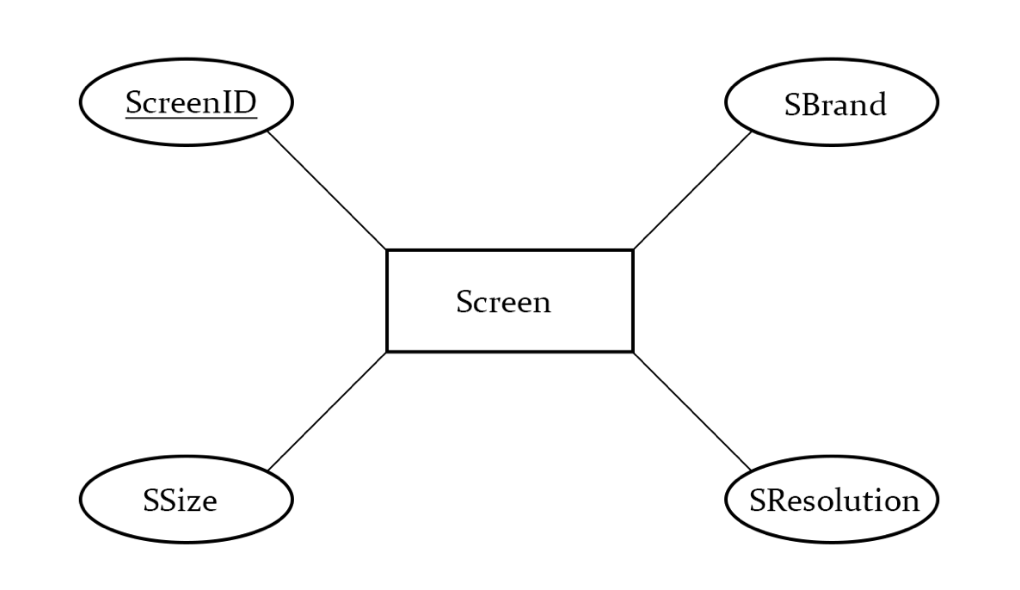 ScreenID
SBrand
Screen
SSize
SResolution